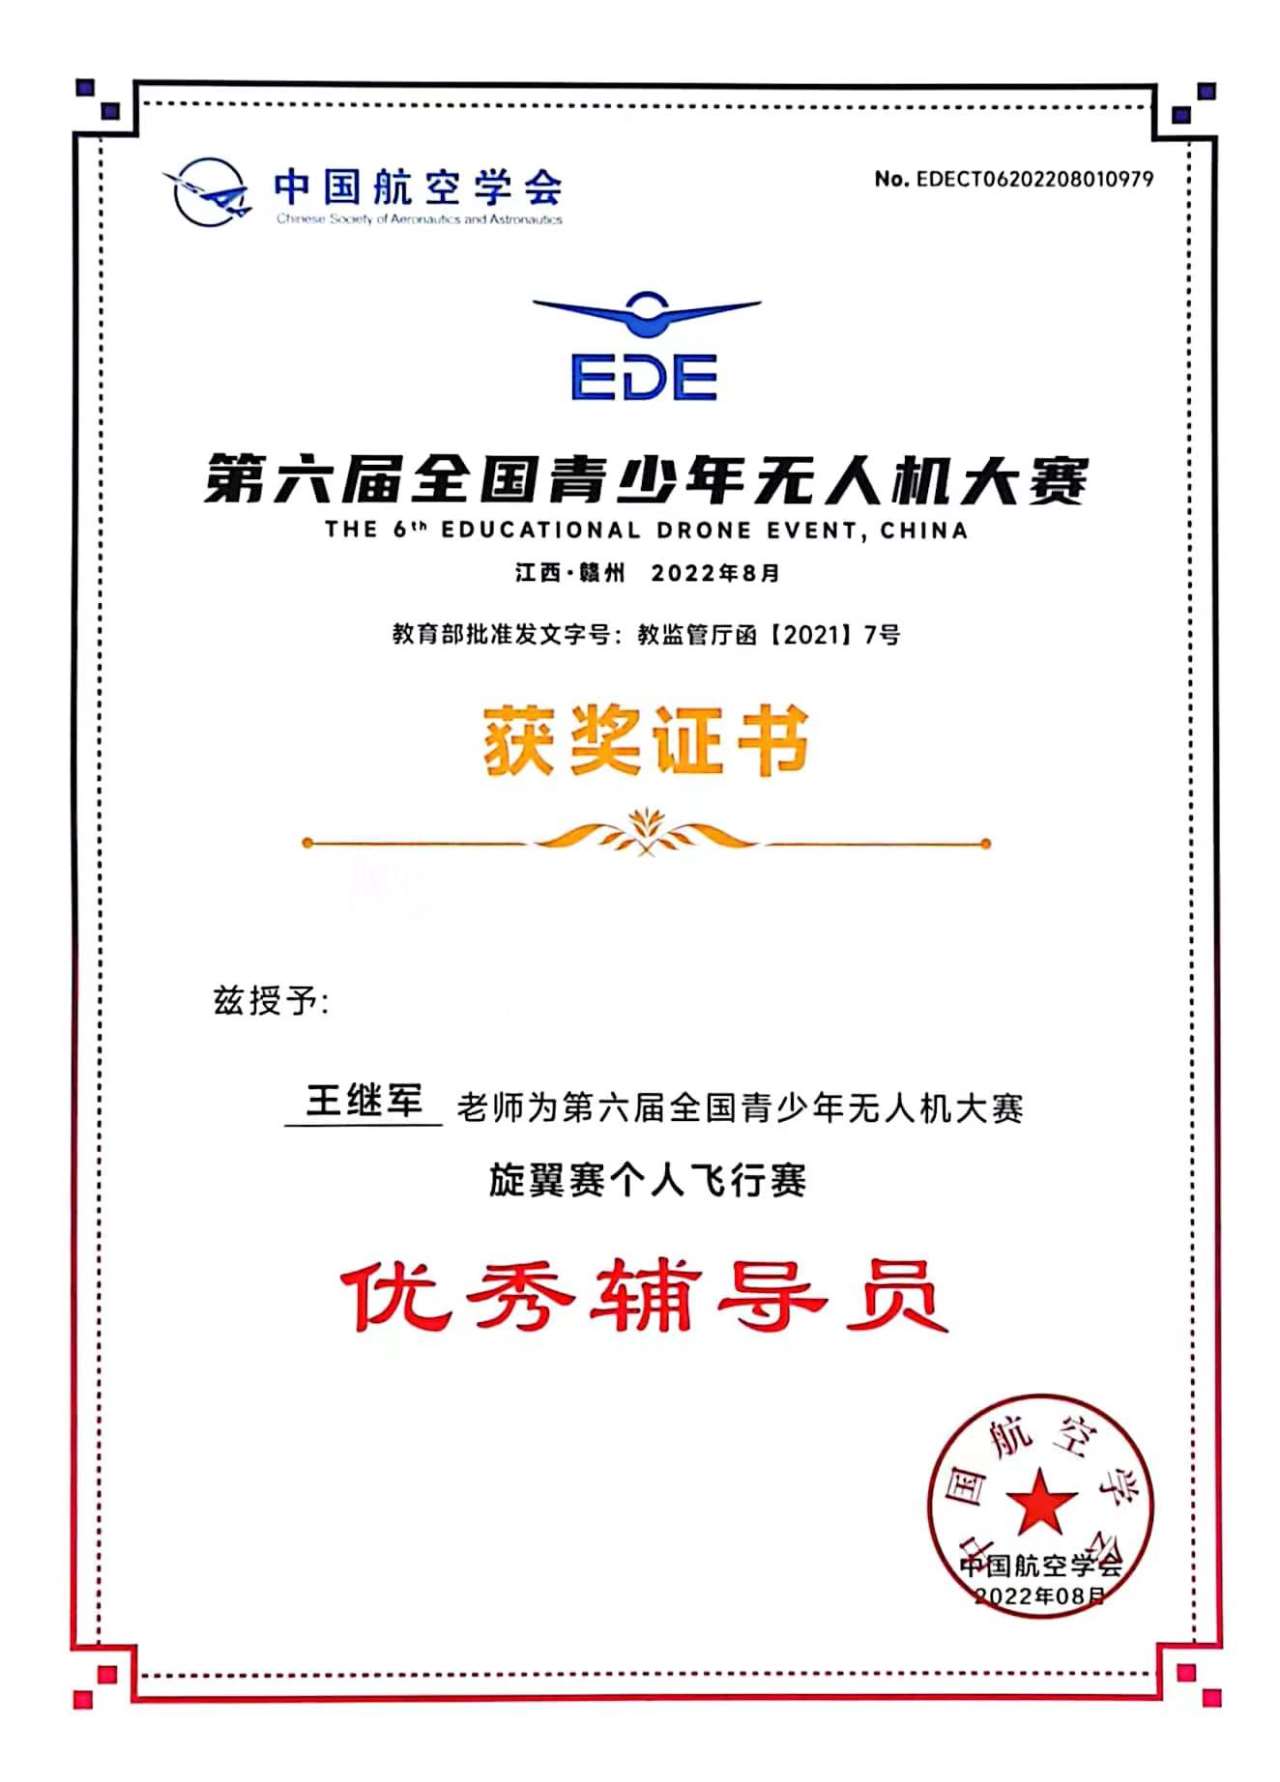 中国航空学会
Chinese Society of Aeronautics and Astronautics
No. EDECT06202208010979
EDE
第六届全国青少年无人机大赛
THE 6th EDUCATIONAL DRONE EVENT, CHINA
江西·赣州 2022年8月
教育部批准发文字号：教监管厅函【2021】7号
获奖证书
兹授予:
王继军 老师为第六届全国青少年无人机大赛
旋翼赛个人飞行赛
优秀辅导员
中国航空学会
中国航空学会
2022年08月